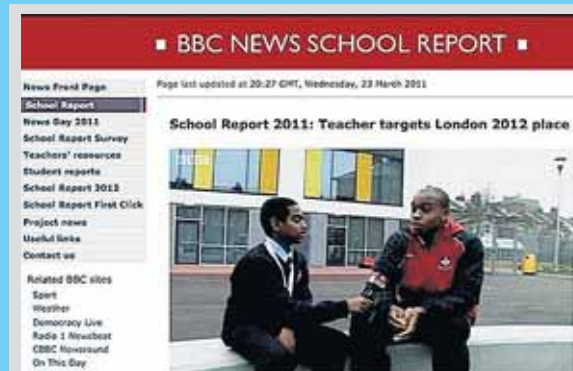 ▪ BBC NEWS SCHOOL REPORT ▪
Page last updated at 20:27 GMT, Wednesday, 23 March 2011
School Report 2011: Teacher targets London 2012 place
News Front Page
School Report
News Day 2011
School Report Survey
Teachers' resources
Student reports
School Report 2012
School Report First Click
Project news
Useful links
Contact us
Related BBC sites
Sport
Weather
Democracy Live
Radio 1 Newsbeat
CBBC Newsround
On This Day